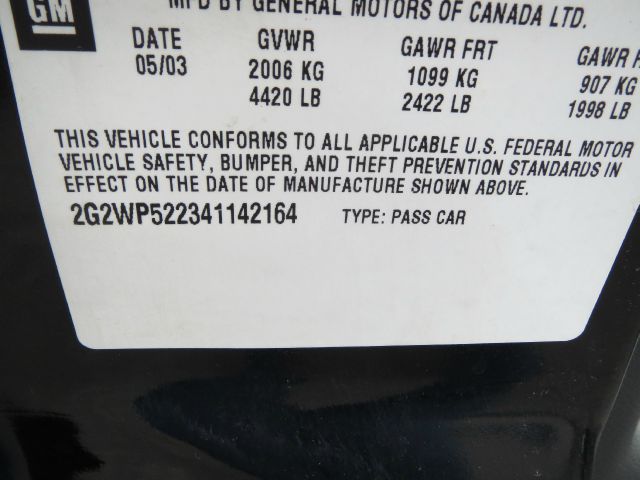 GM
MFD BY GENERAL MOTORS OF CANADA LTD.
DATE GVWR GAWR FRT GAWR
05/03 2006 KG 1099 KG 907 KG
4420 LB 2422 LB 1998 LB
THIS VEHICLE CONFORMS TO ALL APPLICABLE U.S. FEDERAL MOTOR
VEHICLE SAFETY, BUMPER, AND THEFT PREVENTION STANDARDS IN
EFFECT ON THE DATE OF MANUFACTURE SHOWN ABOVE.
2G2WP522341142164 TYPE: PASS CAR